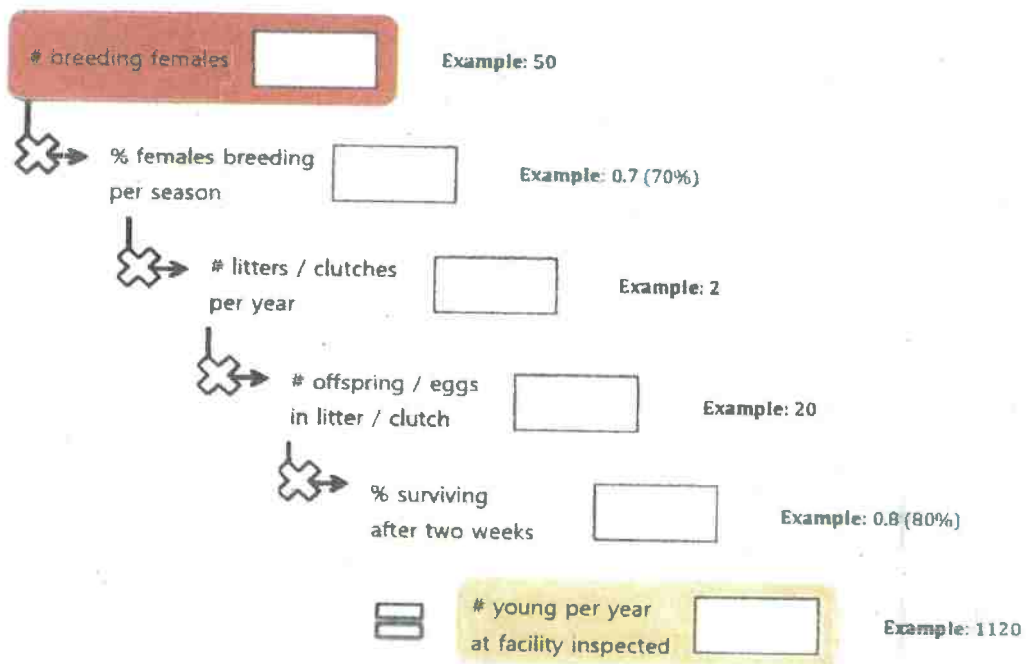 # breeding females
Example: 50
% females breeding
per season
Example: 0.7 (70%)
# litters / clutches
per year
Example: 2
# offspring / eggs
in litter / clutch
Example: 20
% surviving
after two weeks
Example: 0.8 (80%)
# young per year
at facility inspected
Example: 1120